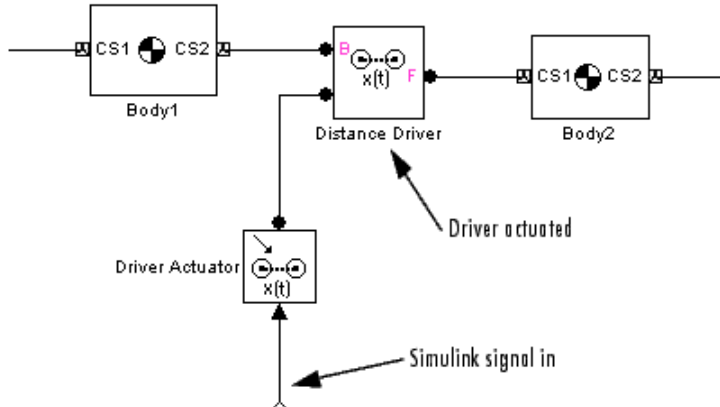 CS1 CS2
Body1
B
F
x(t)
Distance Driver
CS1 CS2
Body2
Driver actuated
Driver Actuator
x(t)
Simulink signal in